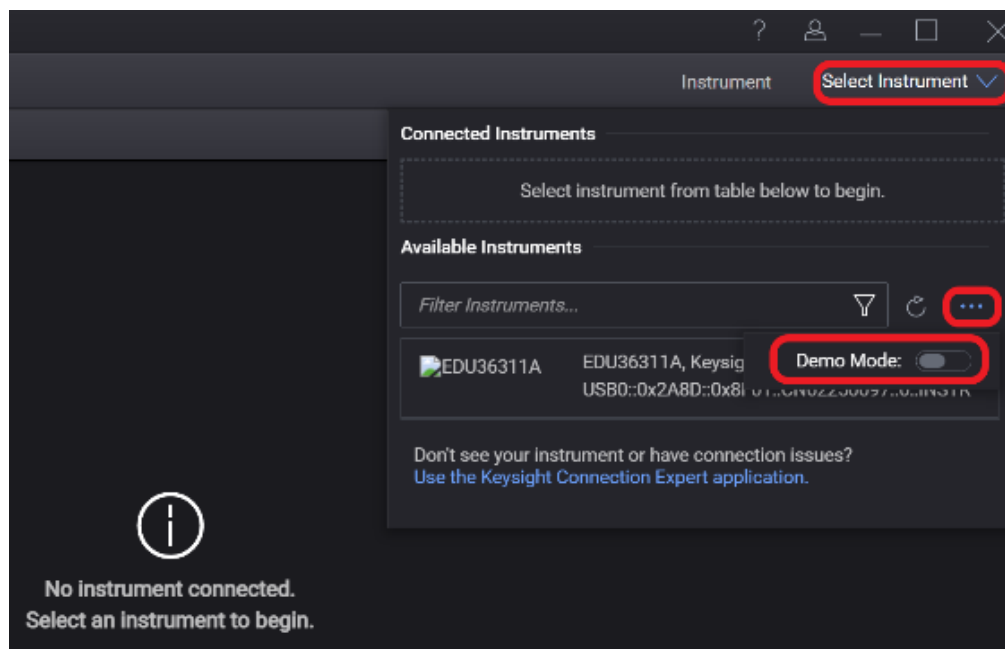 Instrument Select Instrument
Connected Instruments
Select instrument from table below to begin.
Available Instruments
Filter Instruments...
Demo Mode:
EDU36311A EDU36311A, Keysig
USB0::0x2A8D::0x8
Don't see your instrument or have connection issues?
Use the Keysight Connection Expert application.
No instrument connected.
Select an instrument to begin.